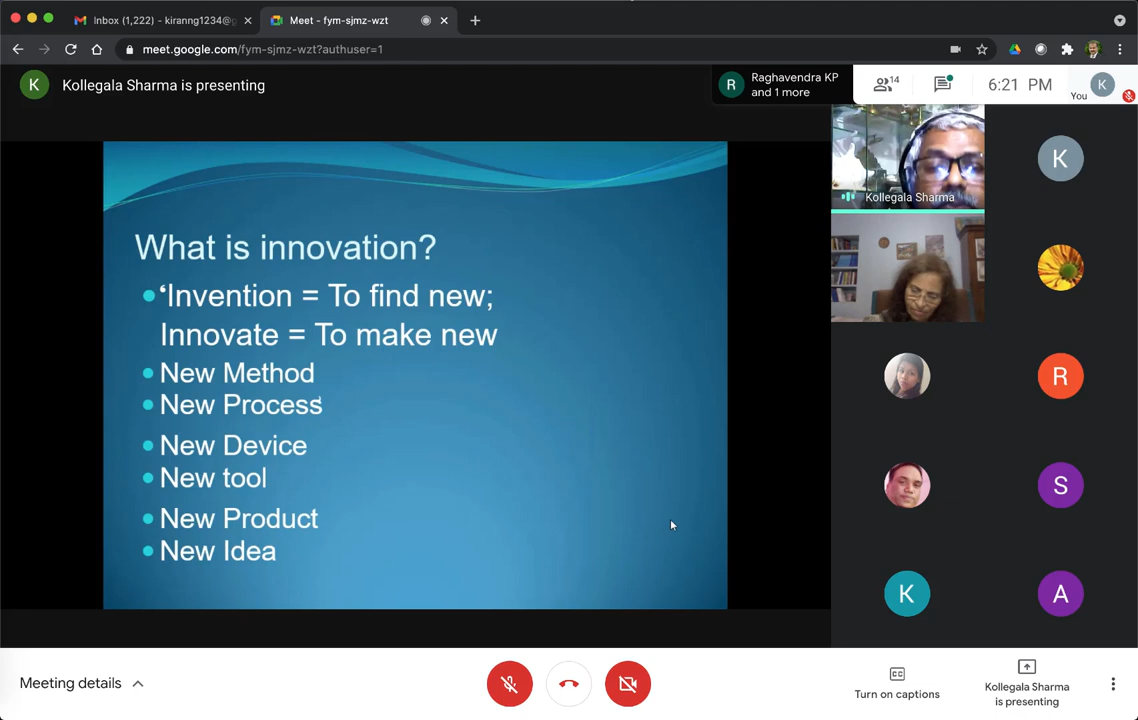 Inbox (1,222) - kiranng1234@g
Meet - fym-sjmz-wzt
meet.google.com/fym-sjmz-wzt?authuser=1
K
Kollegala Sharma is presenting
R
Raghavendra KP
and 1 more
14
6:21 PM
You
K
What is innovation?
‘Invention = To find new;
Innovate = To make new
New Method
New Process
New Device
New tool
New Product
New Idea
Kollegala Sharma
K
R
S
K
A
Meeting details
CC
Turn on captions
Kollegala Sharma
is presenting